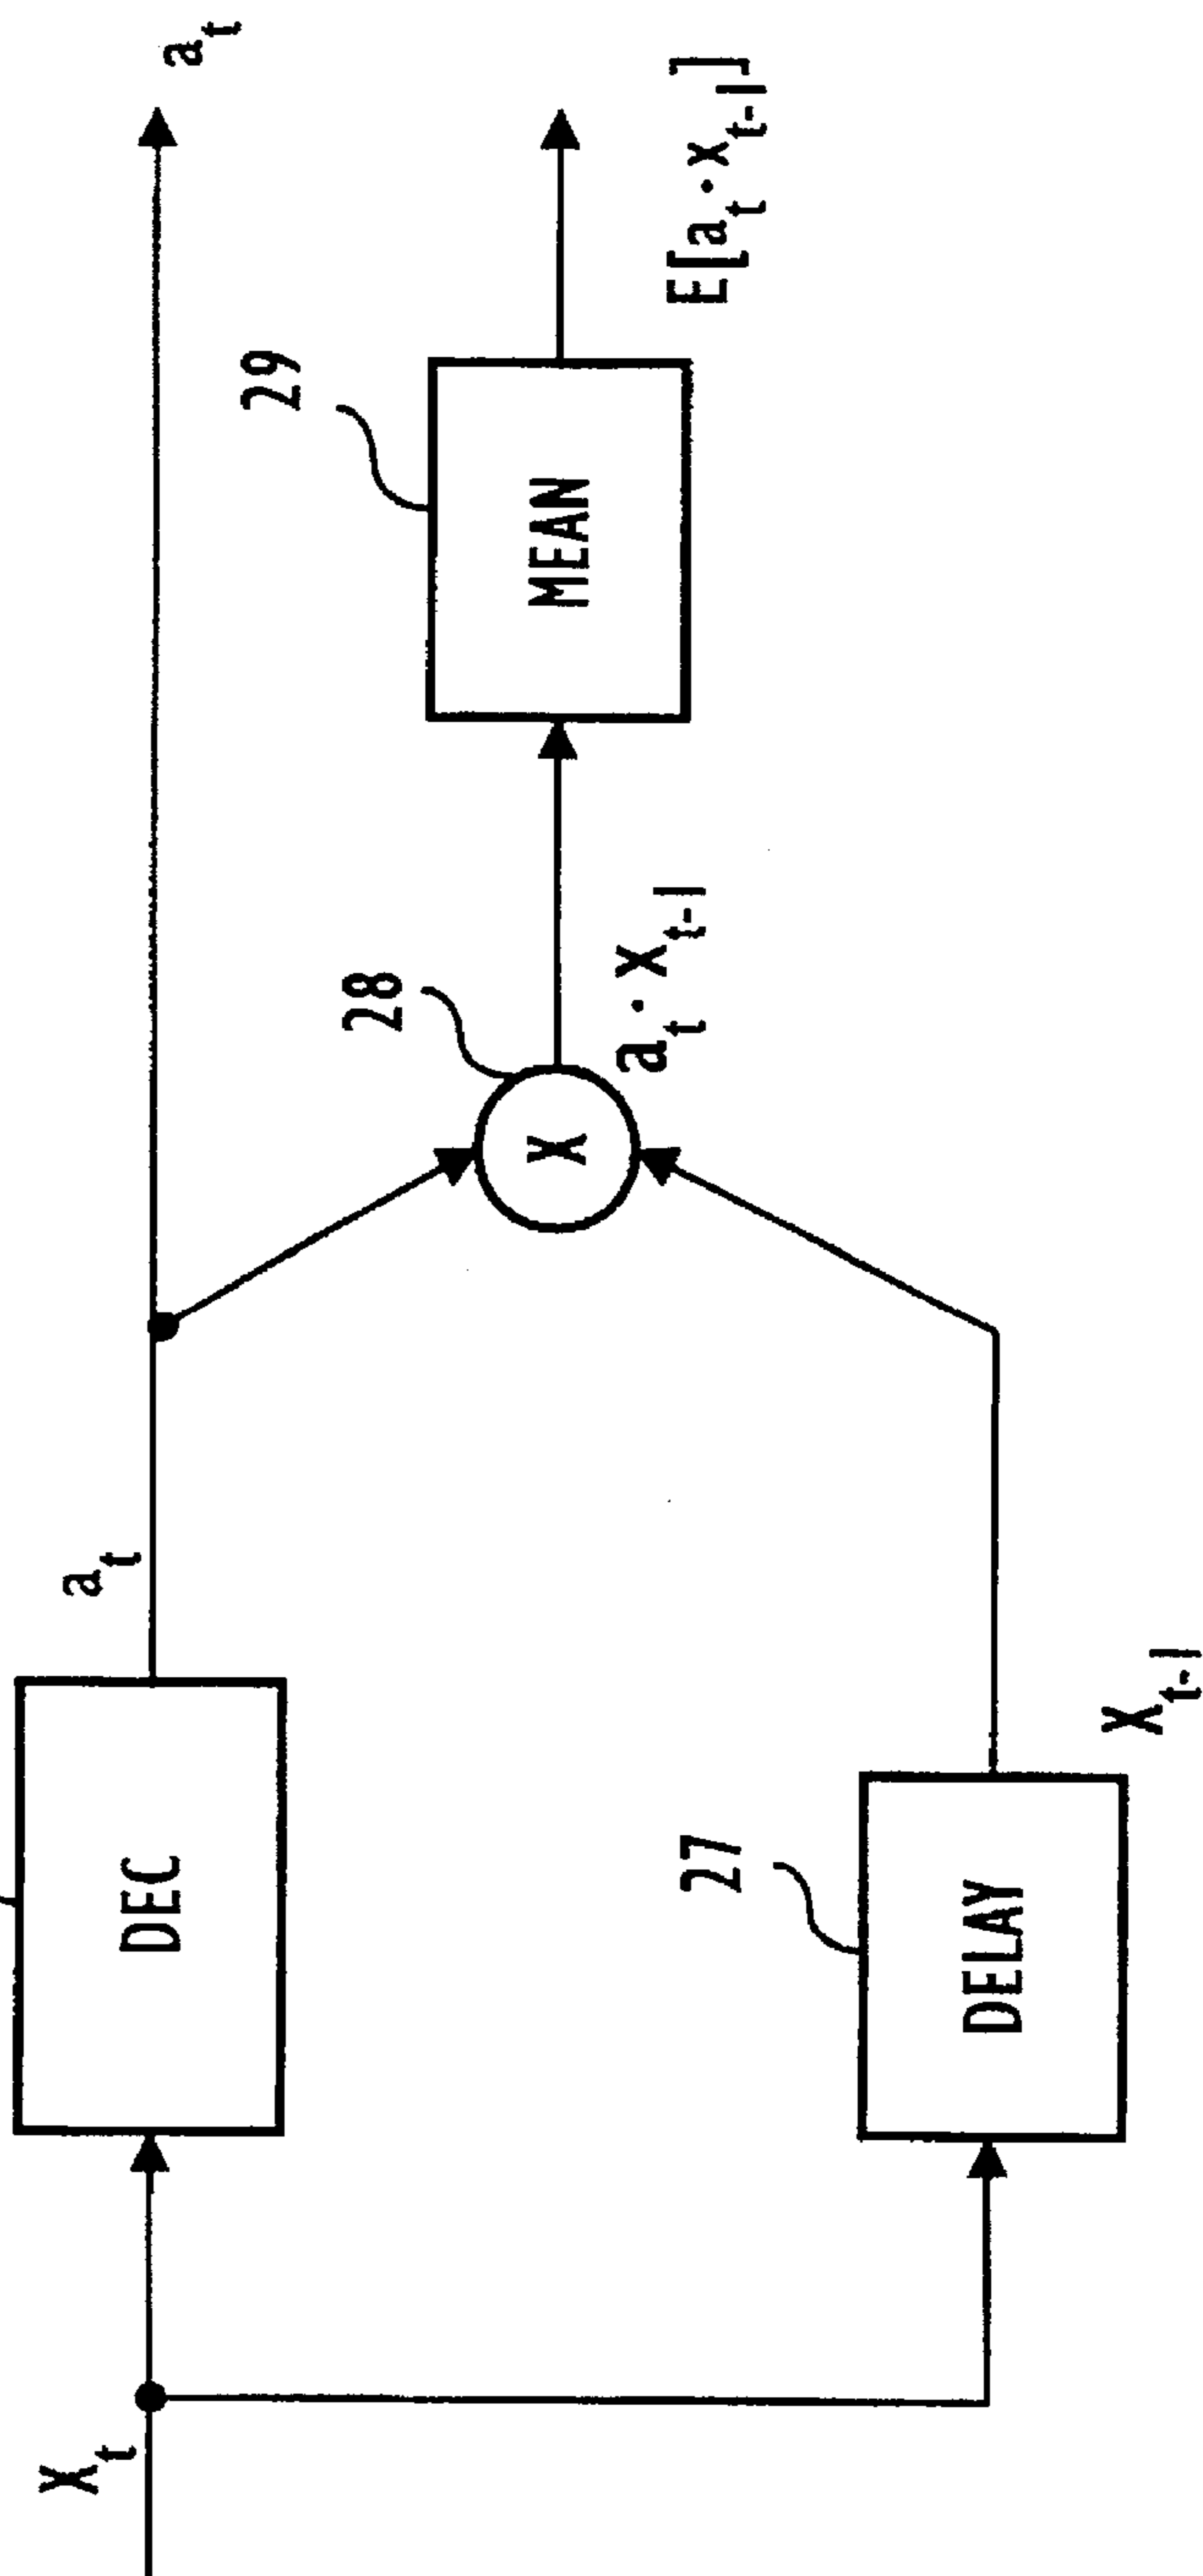 X_t
DEC
a_t
a_t
27
DELAY
X_{t-1}
28
X
a_t · X_{t-1}
29
MEAN
E[a_t · x_{t-1}]